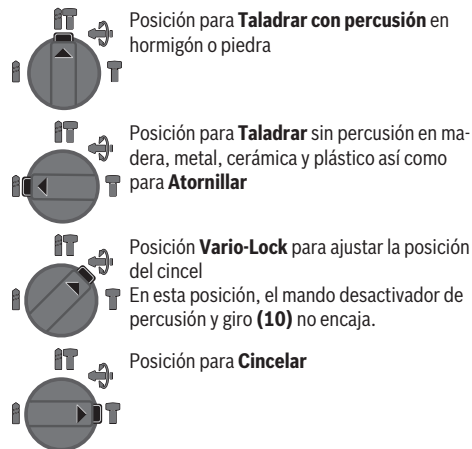 Posición para Taladrar con percusión en
hormigón o piedra
Posición para Taladrar sin percusión en ma-
dera, metal, cerámica y plástico así como
para Atornillar
Posición Vario-Lock para ajustar la posición
del cincel
En esta posición, el mando desactivador de
percusión y giro (10) no encaja.
Posición para Cincelar